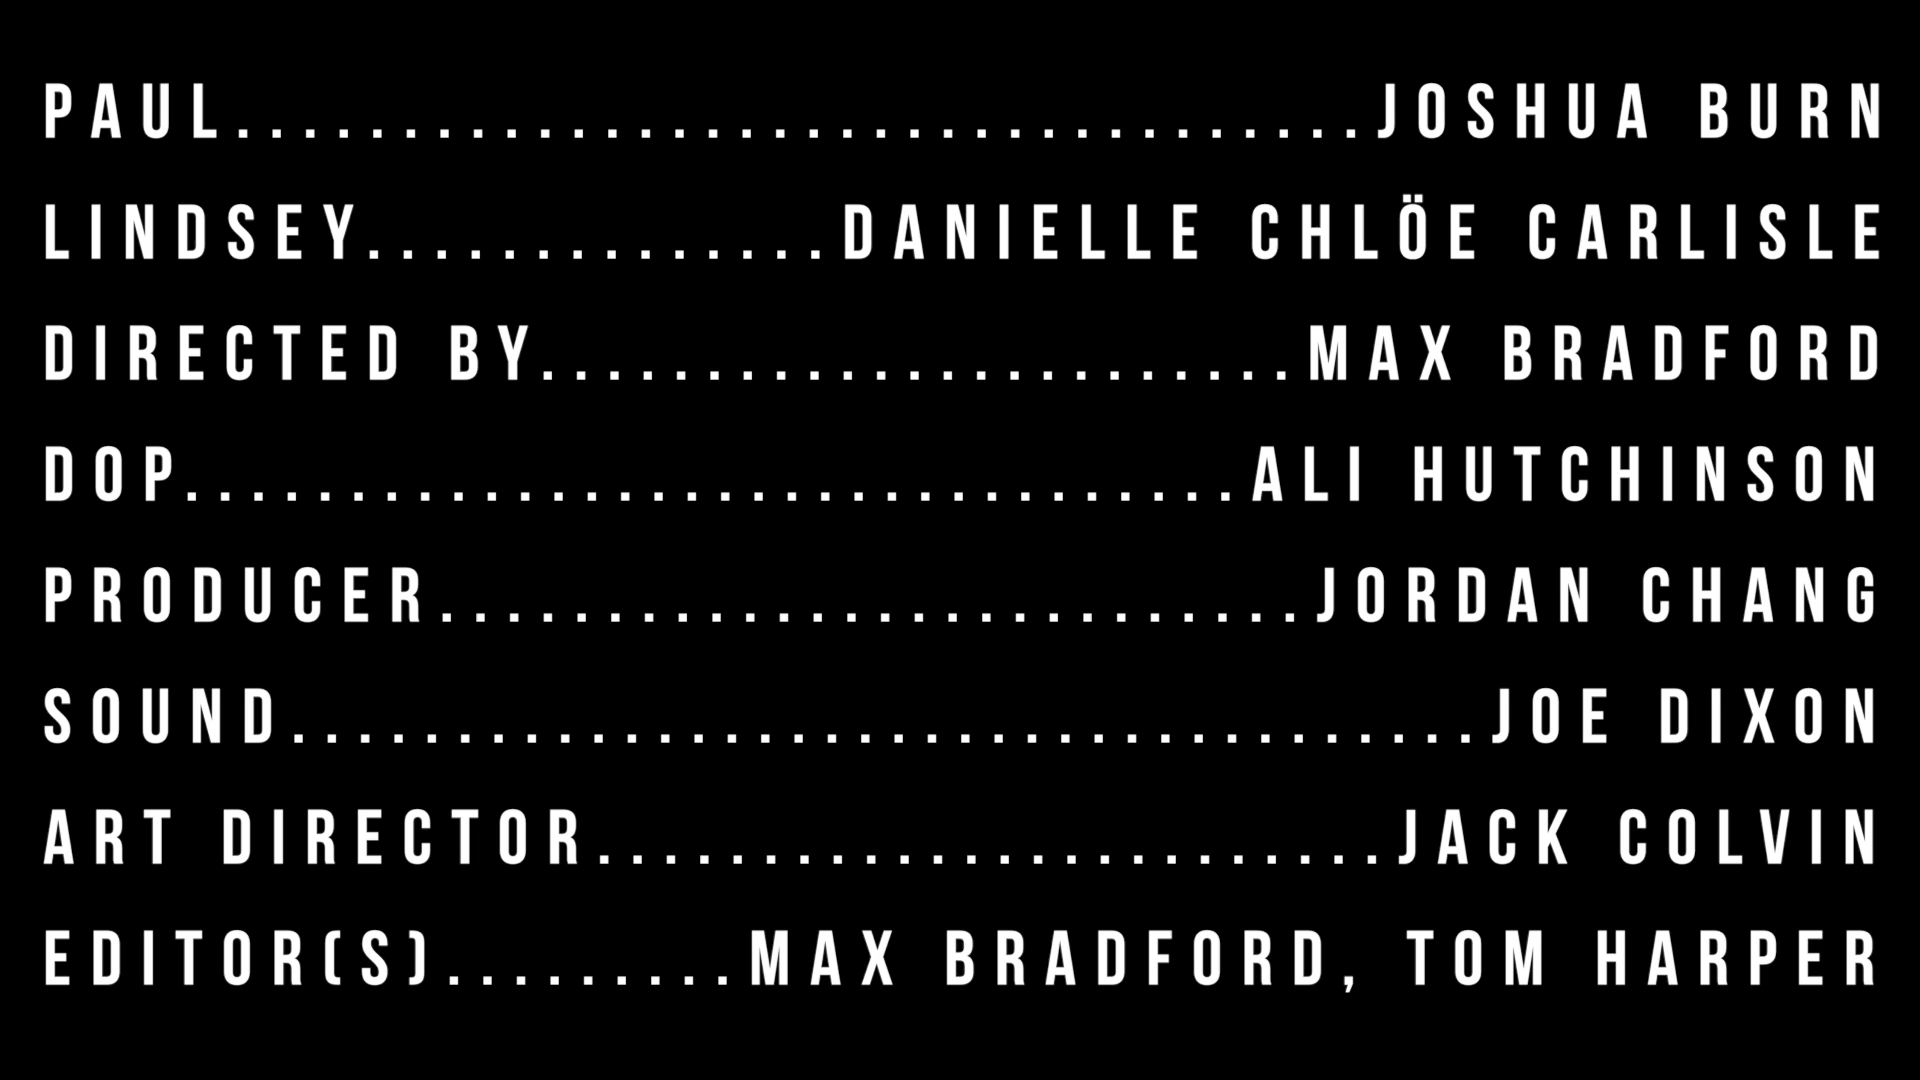 PAUL..................................JOSHUA BURN
LINDSEY..............DANIELLE CHLÖE CARLISLE
DIRECTED BY.......................MAX BRADFORD
DOP................................ALI HUTCHINSON
PRODUCER..........................JORDAN CHANG
SOUND....................................JOE DIXON
ART DIRECTOR........................JACK COLVIN
EDITOR(S).........MAX BRADFORD, TOM HARPER